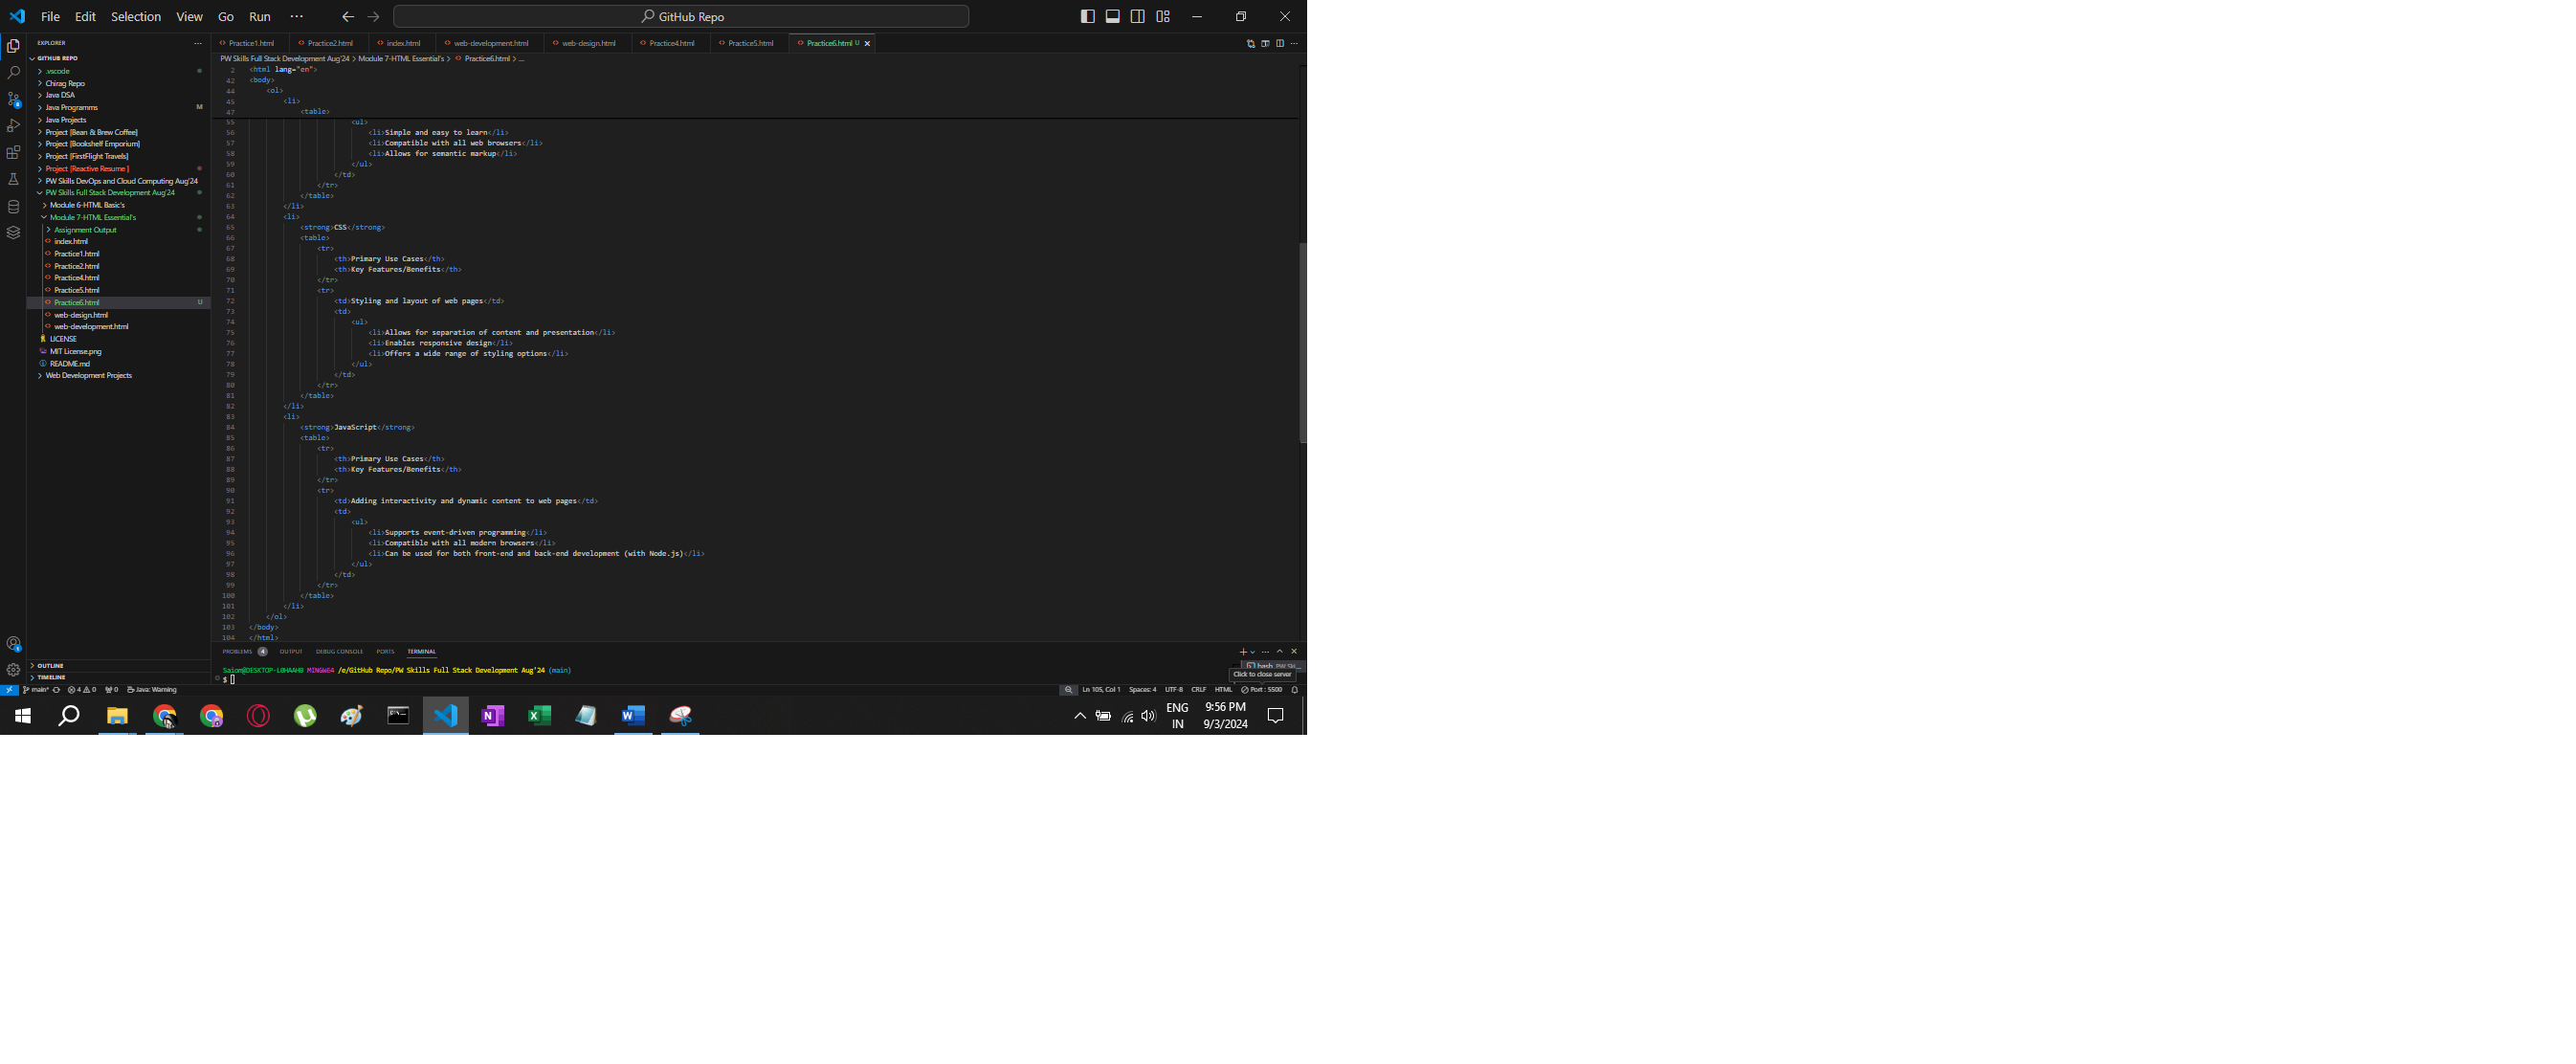 File Edit Selection View Go Run ··· GitHub Repo
EXPLORER ···
GITHUB REPO
.vscode
Chirag Repo
Java DSA
Java Programms M
Java Projects
Project [Bean & Brew Coffee]
Project [Bookshelf Emporium]
Project [FirstFlight Travels]
Project [Reactive Resume ]
PW Skills DevOps and Cloud Computing Aug'24
PW Skills Full Stack Development Aug'24
Module 6-HTML Basic's
Module 7-HTML Essential's
Assignment Output
index.html
Practice1.html
Practice2.html
Practice4.html
Practice5.html
Practice6.html U
web-design.html
web-development.html
LICENSE
MIT License.png
README.md
Web Development Projects
OUTLINE
TIMELINE
Practice1.html Practice2.html index.html web-development.html web-design.html Practice4.html Practice5.html Practice6.html U
PW Skills Full Stack Development Aug'24 > Module 7-HTML Essential's > Practice6.html > ...
2 <html lang="en">
42 <body>
44 <ol>
45 <li>
47 <table>
55 <ul>
56 <li>Simple and easy to learn</li>
57 <li>Compatible with all web browsers</li>
58 <li>Allows for semantic markup</li>
59 </ul>
60 </td>
61 </tr>
62 </table>
63 </li>
64 <li>
65 <strong>CSS</strong>
66 <table>
67 <tr>
68 <th>Primary Use Cases</th>
69 <th>Key Features/Benefits</th>
70 </tr>
71 <tr>
72 <td>Styling and layout of web pages</td>
73 <td>
74 <ul>
75 <li>Allows for separation of content and presentation</li>
76 <li>Enables responsive design</li>
77 <li>Offers a wide range of styling options</li>
78 </ul>
79 </td>
80 </tr>
81 </table>
82 </li>
83 <li>
84 <strong>JavaScript</strong>
85 <table>
86 <tr>
87 <th>Primary Use Cases</th>
88 <th>Key Features/Benefits</th>
89 </tr>
90 <tr>
91 <td>Adding interactivity and dynamic content to web pages</td>
92 <td>
93 <ul>
94 <li>Supports event-driven programming</li>
95 <li>Compatible with all modern browsers</li>
96 <li>Can be used for both front-end and back-end development (with Node.js)</li>
97 </ul>
98 </td>
99 </tr>
100 </table>
101 </li>
102 </ol>
103 </body>
104 </html>
PROBLEMS 4 OUTPUT DEBUG CONSOLE PORTS TERMINAL
MINGW64 /e/GitHub Repo/PW Skills Full Stack Development Aug'24 (main)
$
bash PW Sk...
Click to close server
main* 4 0 0 Java: Warning Ln 105, Col 1 Spaces: 4 UTF-8 CRLF HTML Port : 5500
ENG
IN
9:56 PM
9/3/2024